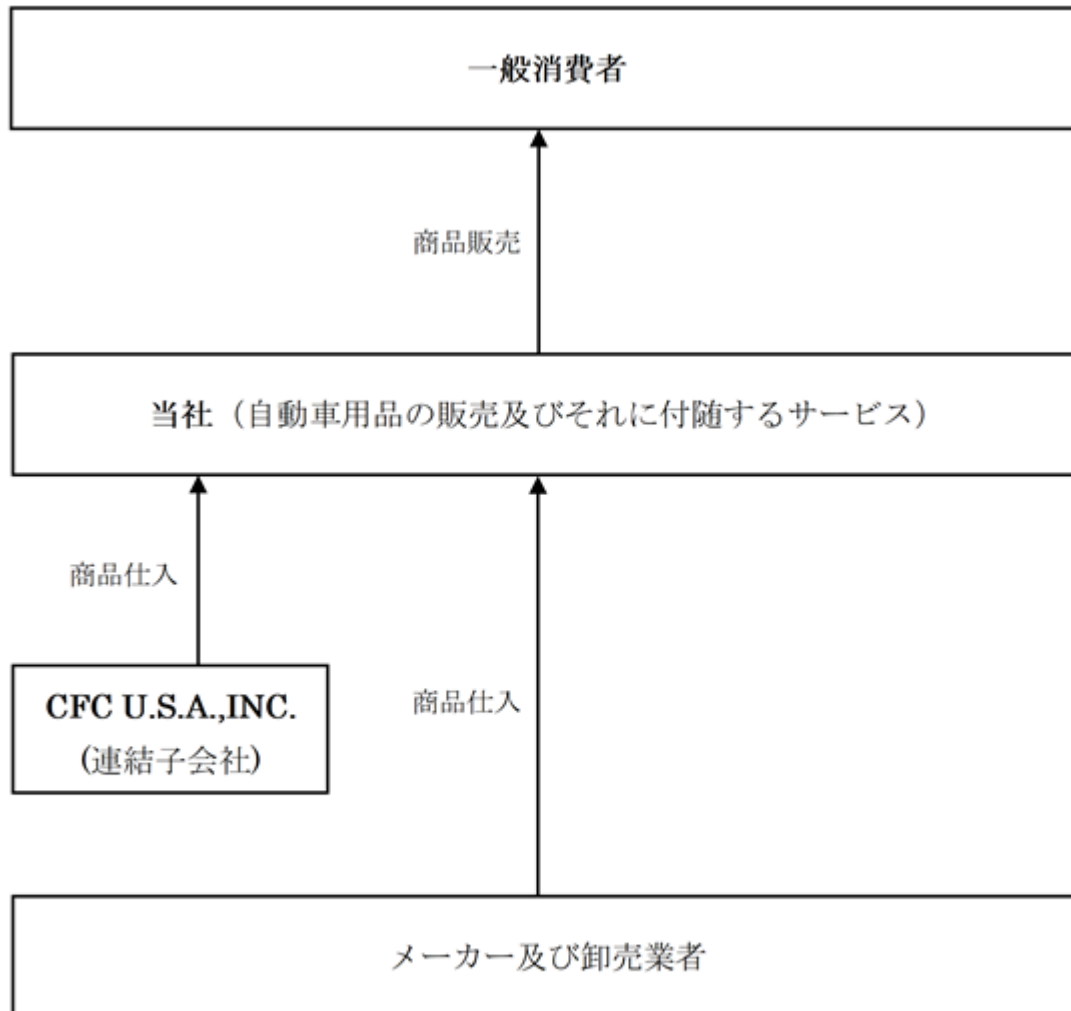 一般消費者
商品販売
当社（自動車用品の販売及びそれに付随するサービス）
商品仕入
CFC U.S.A.,INC.
(連結子会社)
商品仕入
メーカー及び卸売業者